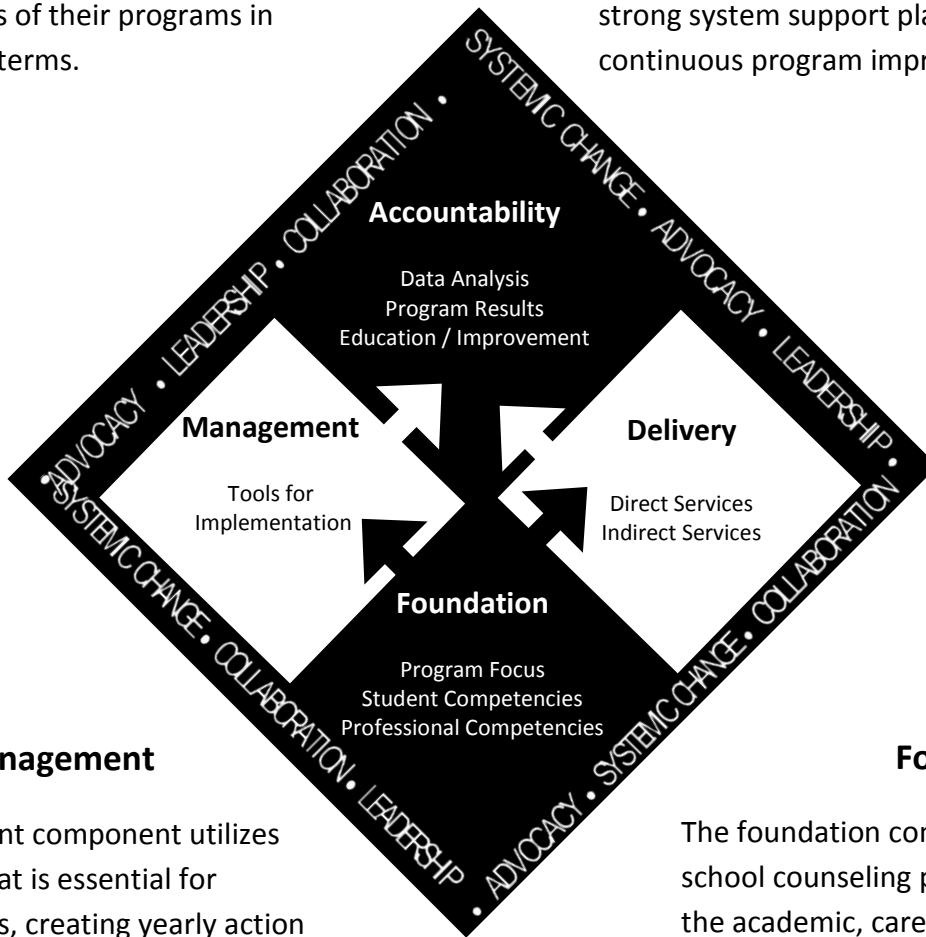 s of their programs in
terms.
strong system support pla
continuous program impr
ADVOCACY • LEADERSHIP • COLLABORATION •
SYSTEMIC CHANGE • ADVOCACY • LEADERSHIP •
Accountability
Data Analysis
Program Results
Education / Improvement
Management
Tools for
Implementation
Delivery
Direct Services
Indirect Services
Foundation
Program Focus
Student Competencies
Professional Competencies
• SYSTEMIC CHANGE • COLLABORATION • LEADERSHIP
• ADVOCACY • SYSTEMIC CHANGE • COLLABORATION
nagement
nt component utilizes
at is essential for
s, creating yearly action
Fo
The foundation con
school counseling p
the academic, caree